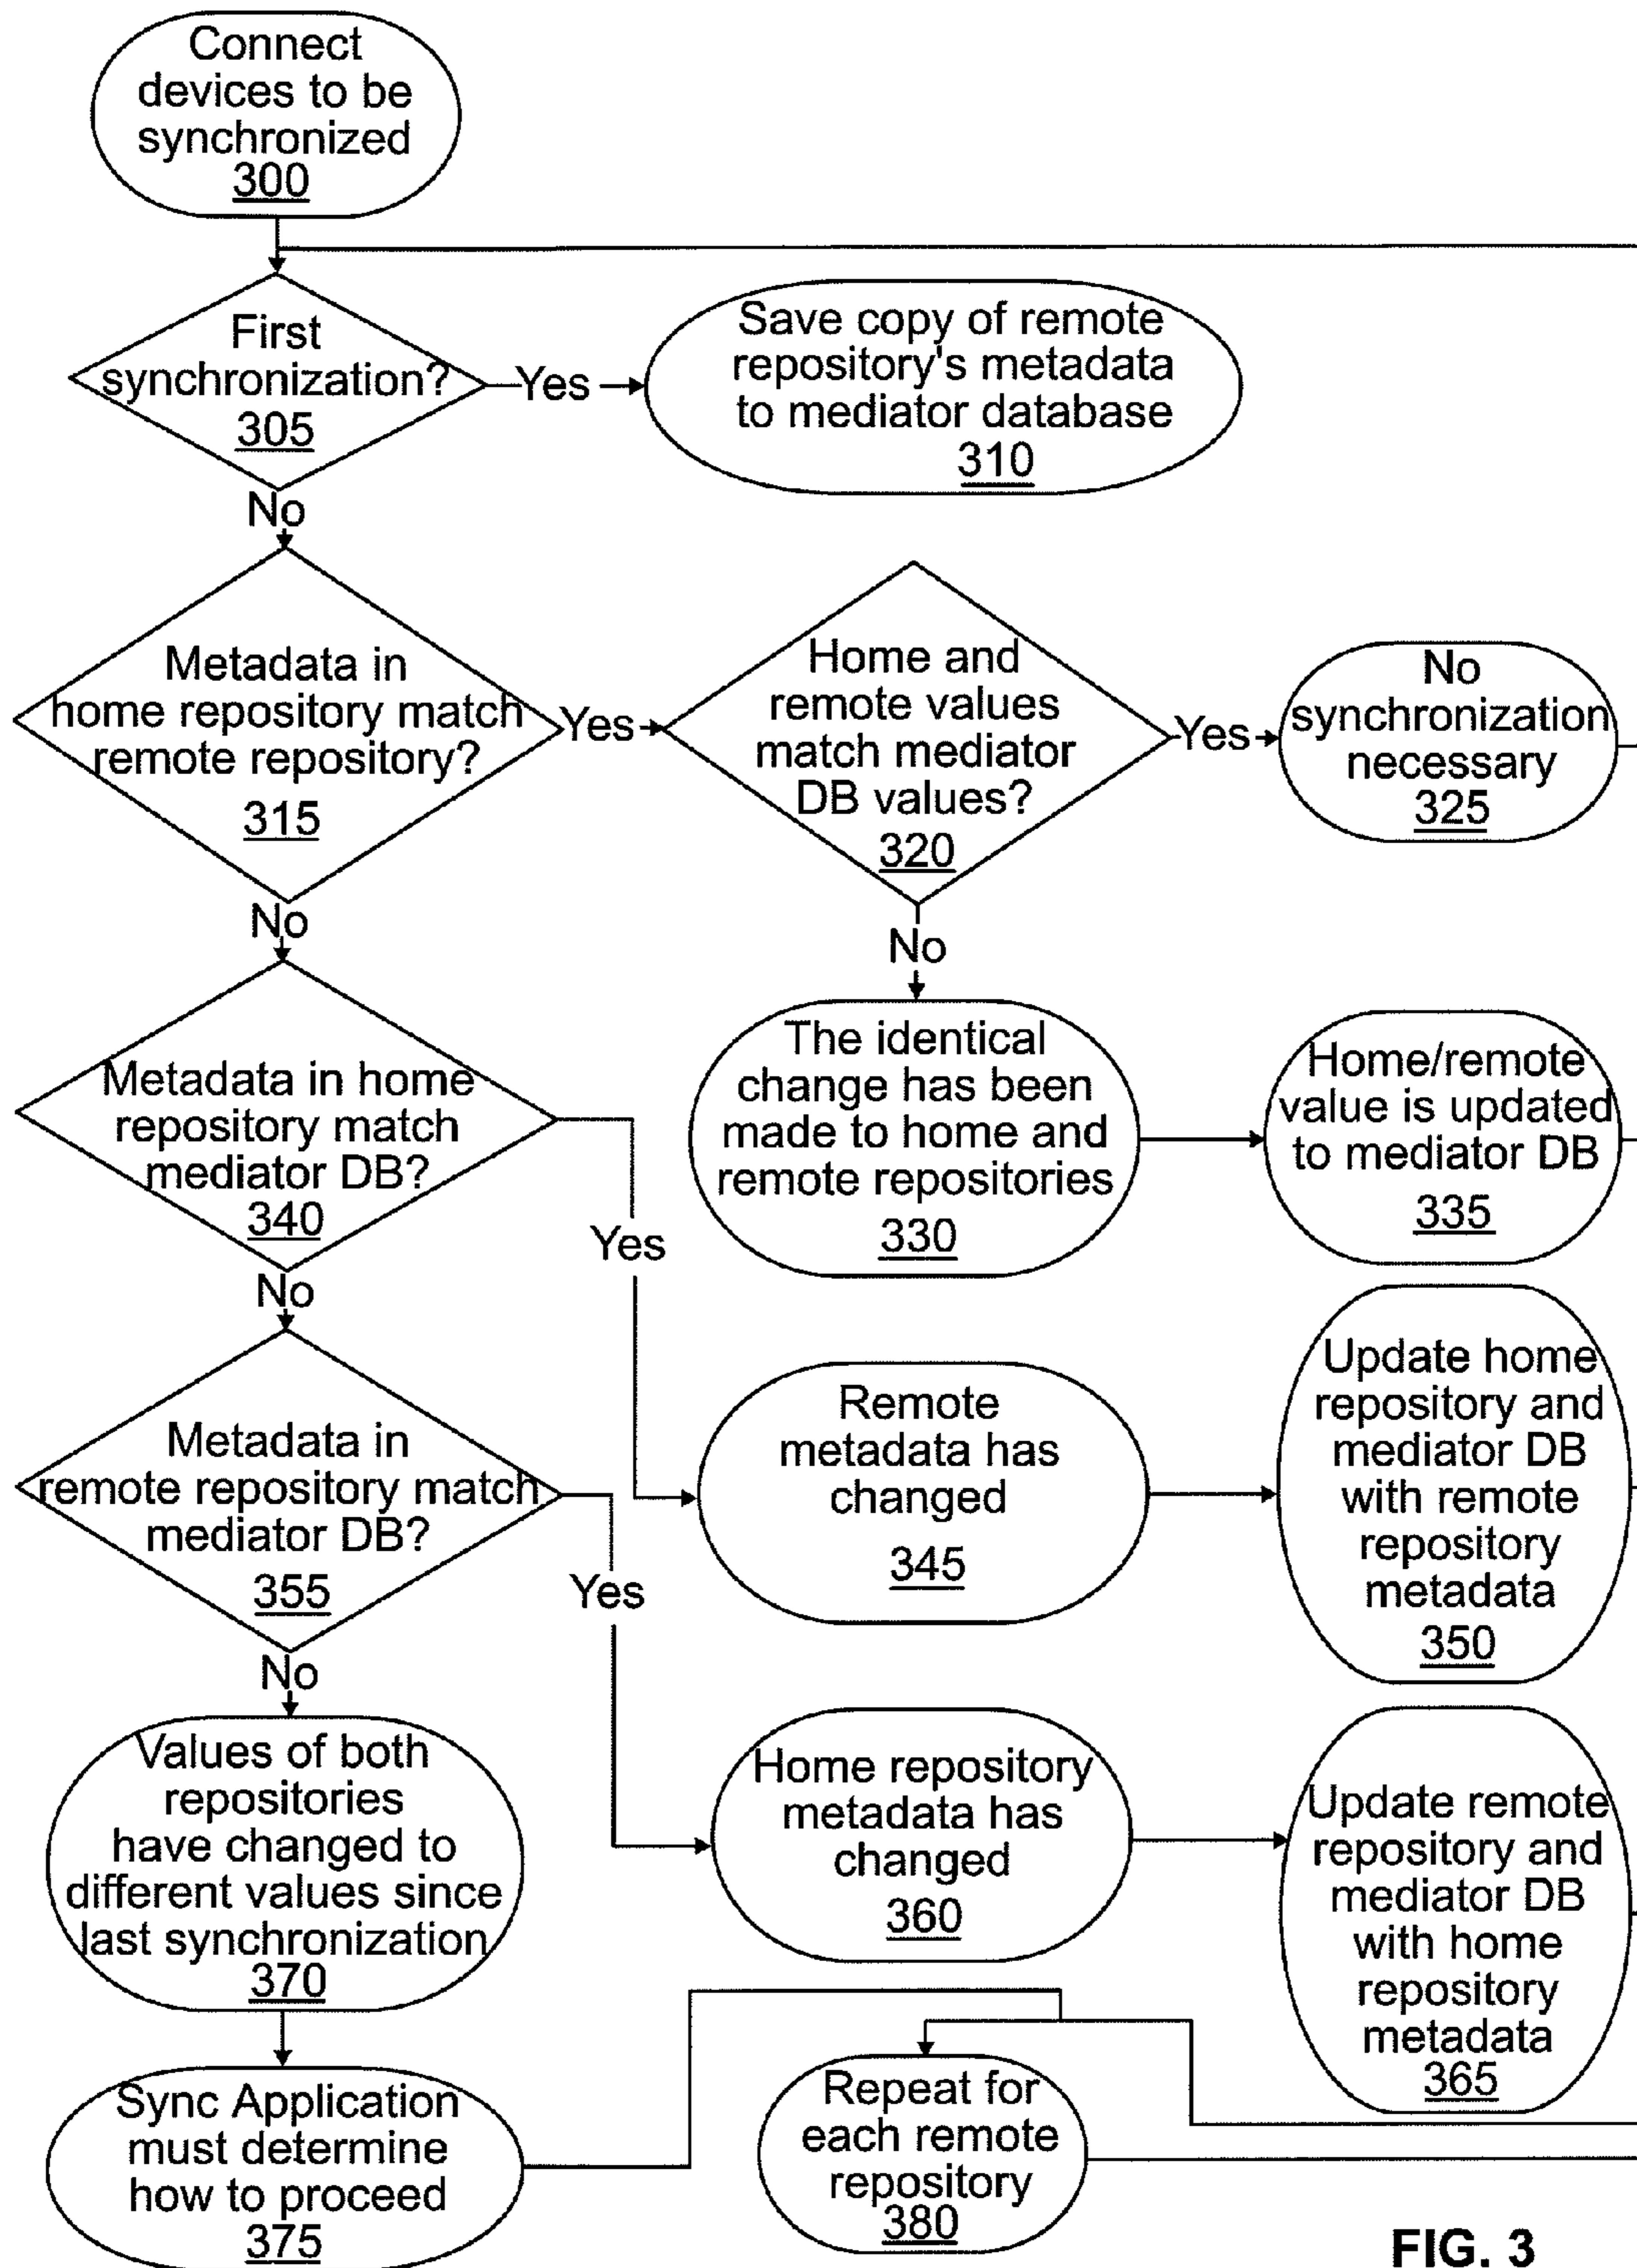 Connect
devices to be
synchronized
300
First
synchronization?
305
Yes
Save copy of remote
repository's metadata
to mediator database
310
No
Metadata in
home repository match
remote repository?
315
Yes
Home and
remote values
match mediator
DB values?
320
Yes
No
synchronization
necessary
325
No
No
Metadata in home
repository match
mediator DB?
340
Yes
The identical
change has been
made to home and
remote repositories
330
Home/remote
value is updated
to mediator DB
335
No
Metadata in
remote repository match
mediator DB?
355
Yes
Remote
metadata has
changed
345
Update home
repository and
mediator DB
with remote
repository
metadata
350
No
Values of both
repositories
have changed to
different values since
last synchronization
370
Home repository
metadata has
changed
360
Update remote
repository and
mediator DB
with home
repository
metadata
365
Sync Application
must determine
how to proceed
375
Repeat for
each remote
repository
380
FIG. 3